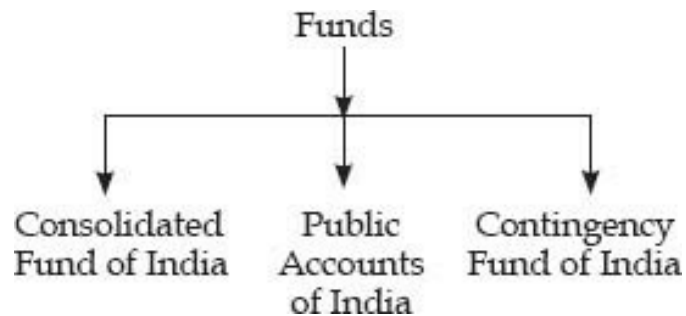 Funds
Consolidated
Fund of India
Public
Accounts
of India
Contingency
Fund of India